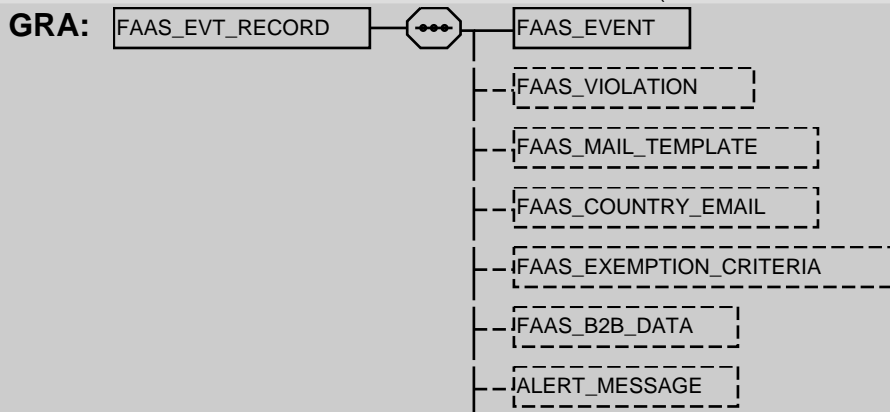 GRA:
FAAS_EVT_RECORD
FAAS_EVENT
FAAS_VIOLATION
FAAS_MAIL_TEMPLATE
FAAS_COUNTRY_EMAIL
FAAS_EXEMPTION_CRITERIA
FAAS_B2B_DATA
ALERT_MESSAGE